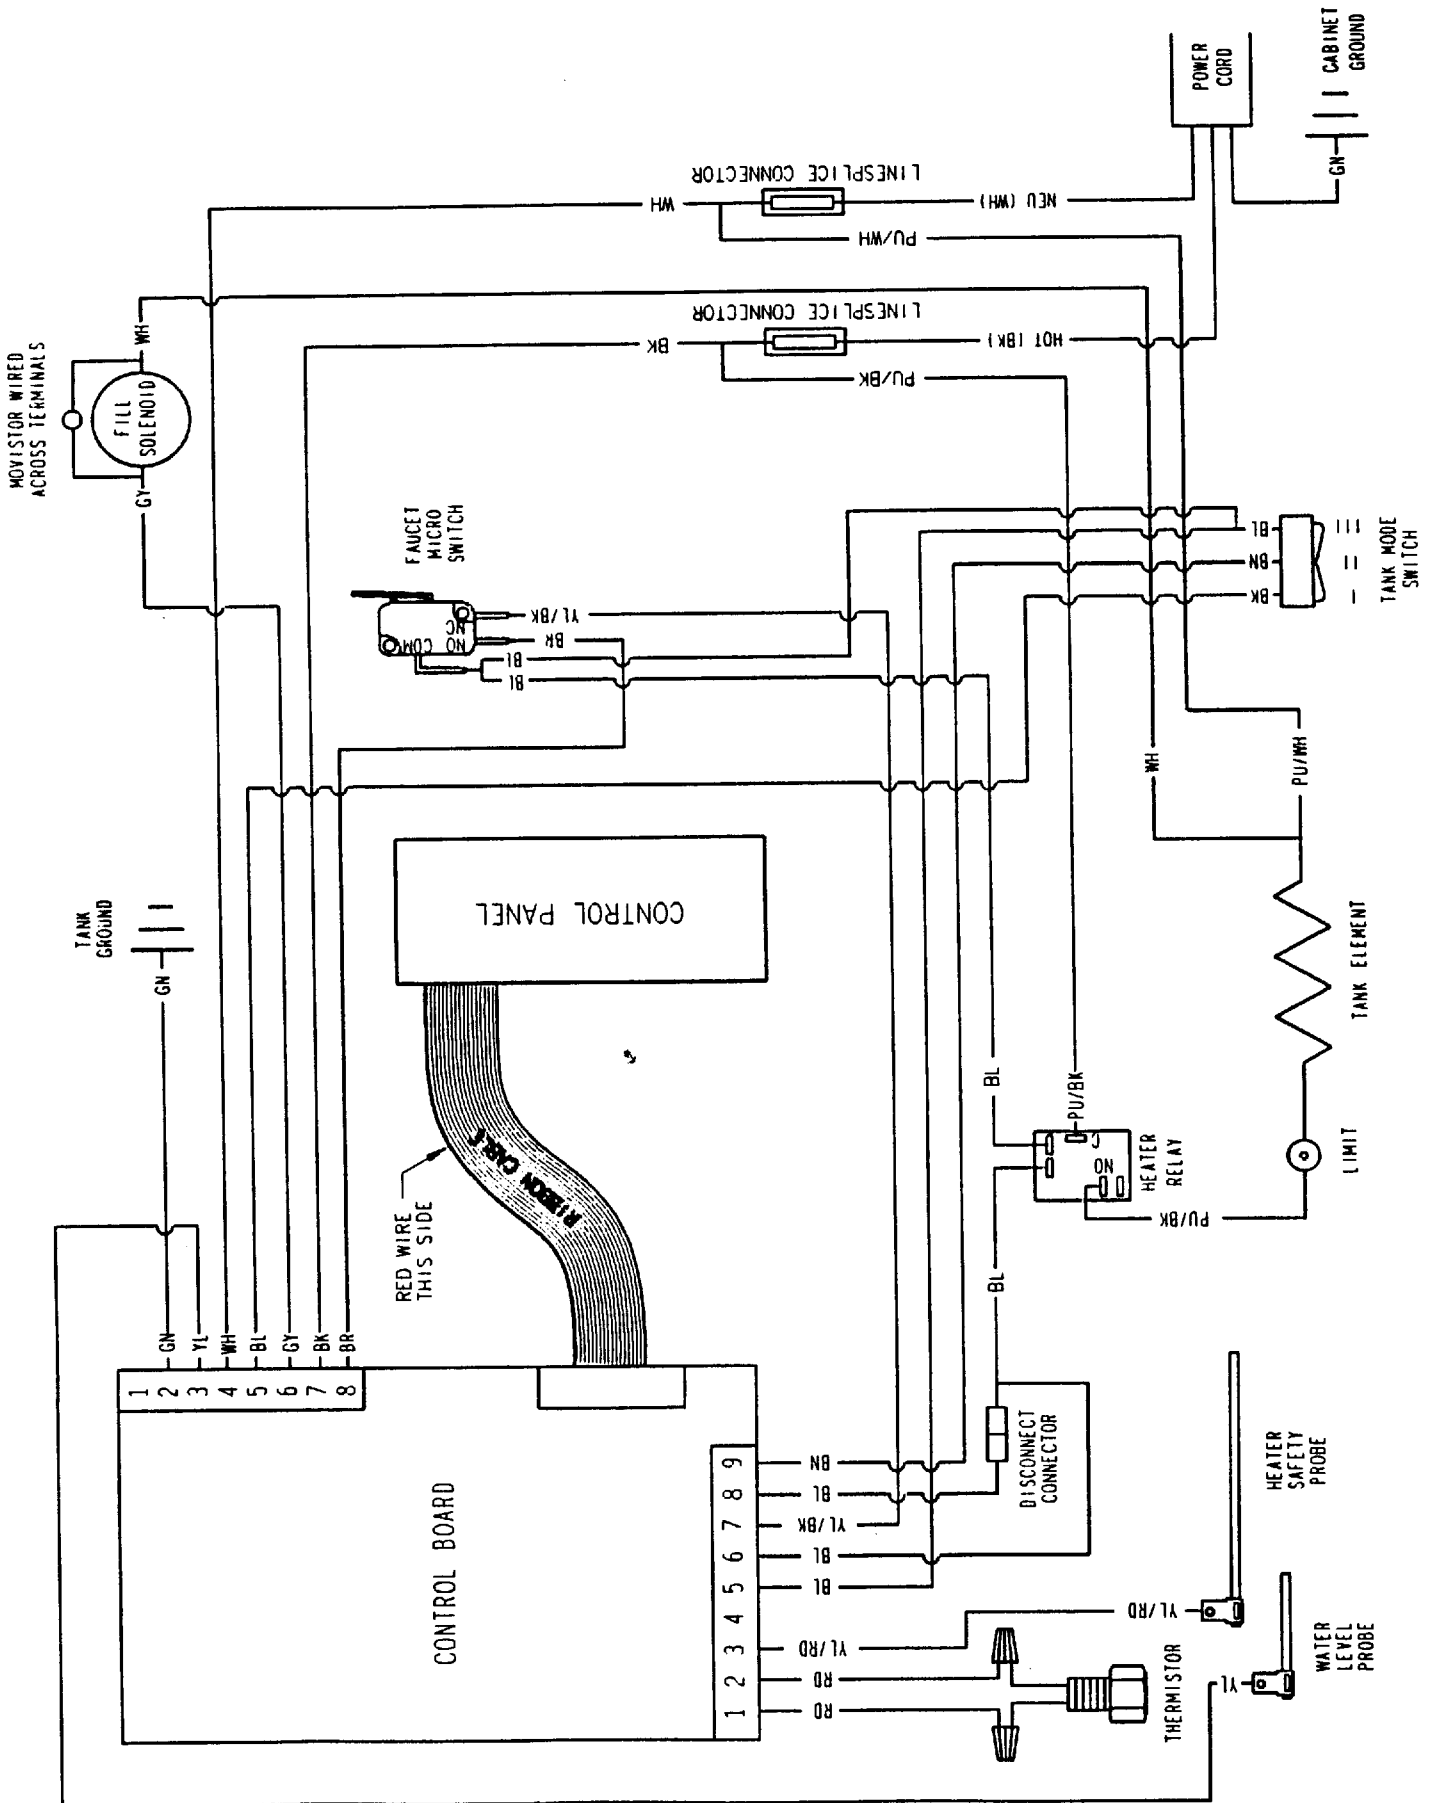 MOVISTOR WIRED
ACROSS TERMINALS
FILL
SOLENOID
WH
GY
WH
LINESPLICE CONNECTOR
NEU (WH)
PU/WH
POWER
CORD
CABINET
GROUND
GN
BK
LINESPLICE CONNECTOR
HOT (BK)
PU/BK
FAUCET
MICRO
SWITCH
COM
NO
NC
YL/BK
BR
BL
BL
BL
BN
BK
III
II
I
TANK MODE
SWITCH
TANK
GROUND
GN
CONTROL PANEL
RIBBON CABLE
RED WIRE
THIS SIDE
WH
PU/WH
TANK ELEMENT
LIMIT
BL
PU/BK
C
NO
HEATER
RELAY
PU/BK
BL
GN
YL
WH
BL
GY
BK
BR
1
2
3
4
5
6
7
8
CONTROL BOARD
9
8
7
6
5
4
3
2
1
BN
BL
YL/BK
BL
BL
YL/RD
RD
RD
DISCONNECT
CONNECTOR
YL/RD
HEATER
SAFETY
PROBE
THERMISTOR
YL
WATER
LEVEL
PROBE